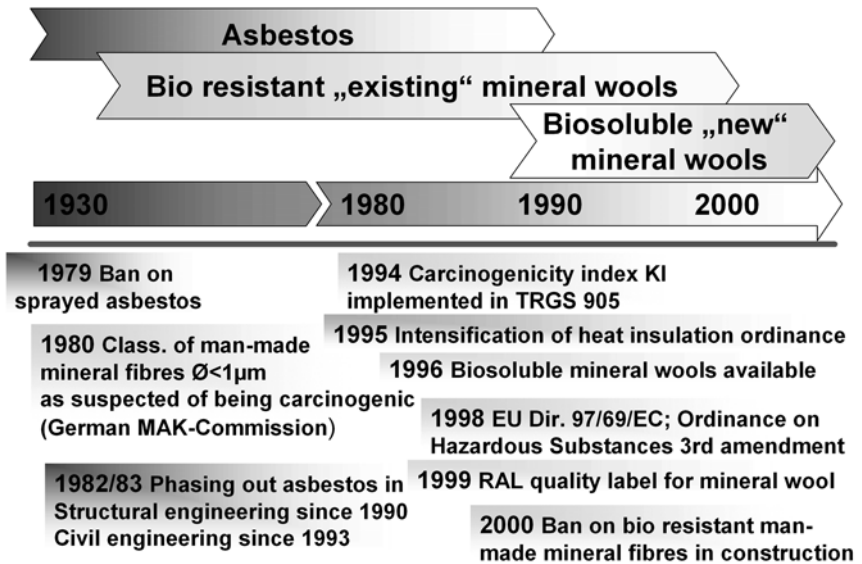 Asbestos
Bio resistant „existing“ mineral wools
Biosoluble „new“
mineral wools
1930 1980 1990 2000
1979 Ban on
sprayed asbestos
1980 Class. of man-made
mineral fibres Ø<1µm
as suspected of being carcinogenic
(German MAK-Commission)
1982/83 Phasing out asbestos in
Structural engineering since 1990
Civil engineering since 1993
1994 Carcinogenicity index KI
implemented in TRGS 905
1995 Intensification of heat insulation ordinance
1996 Biosoluble mineral wools available
1998 EU Dir. 97/69/EC; Ordinance on
Hazardous Substances 3rd amendment
1999 RAL quality label for mineral wool
2000 Ban on bio resistant man-
made mineral fibres in construction